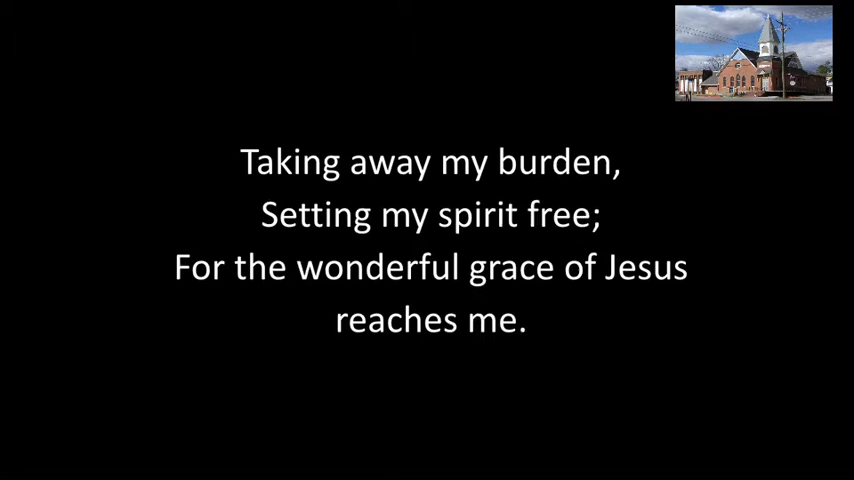 Taking away my burden,
Setting my spirit free;
For the wonderful grace of Jesus
reaches me.